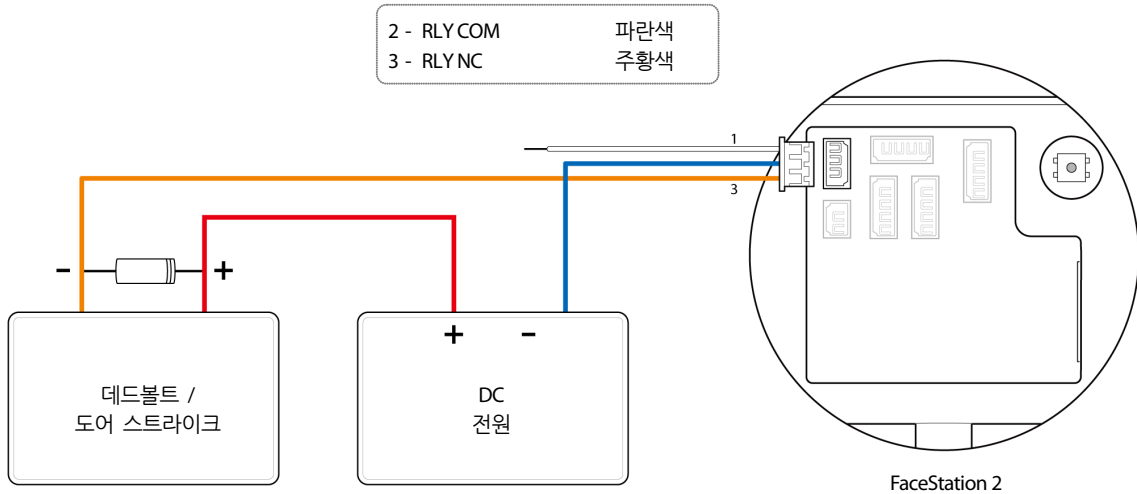 2 - RLY COM 파란색
3 - RLY NC 주황색
1
3
- +
+ -
데드볼트 /
도어 스트라이크
DC
전원
FaceStation 2